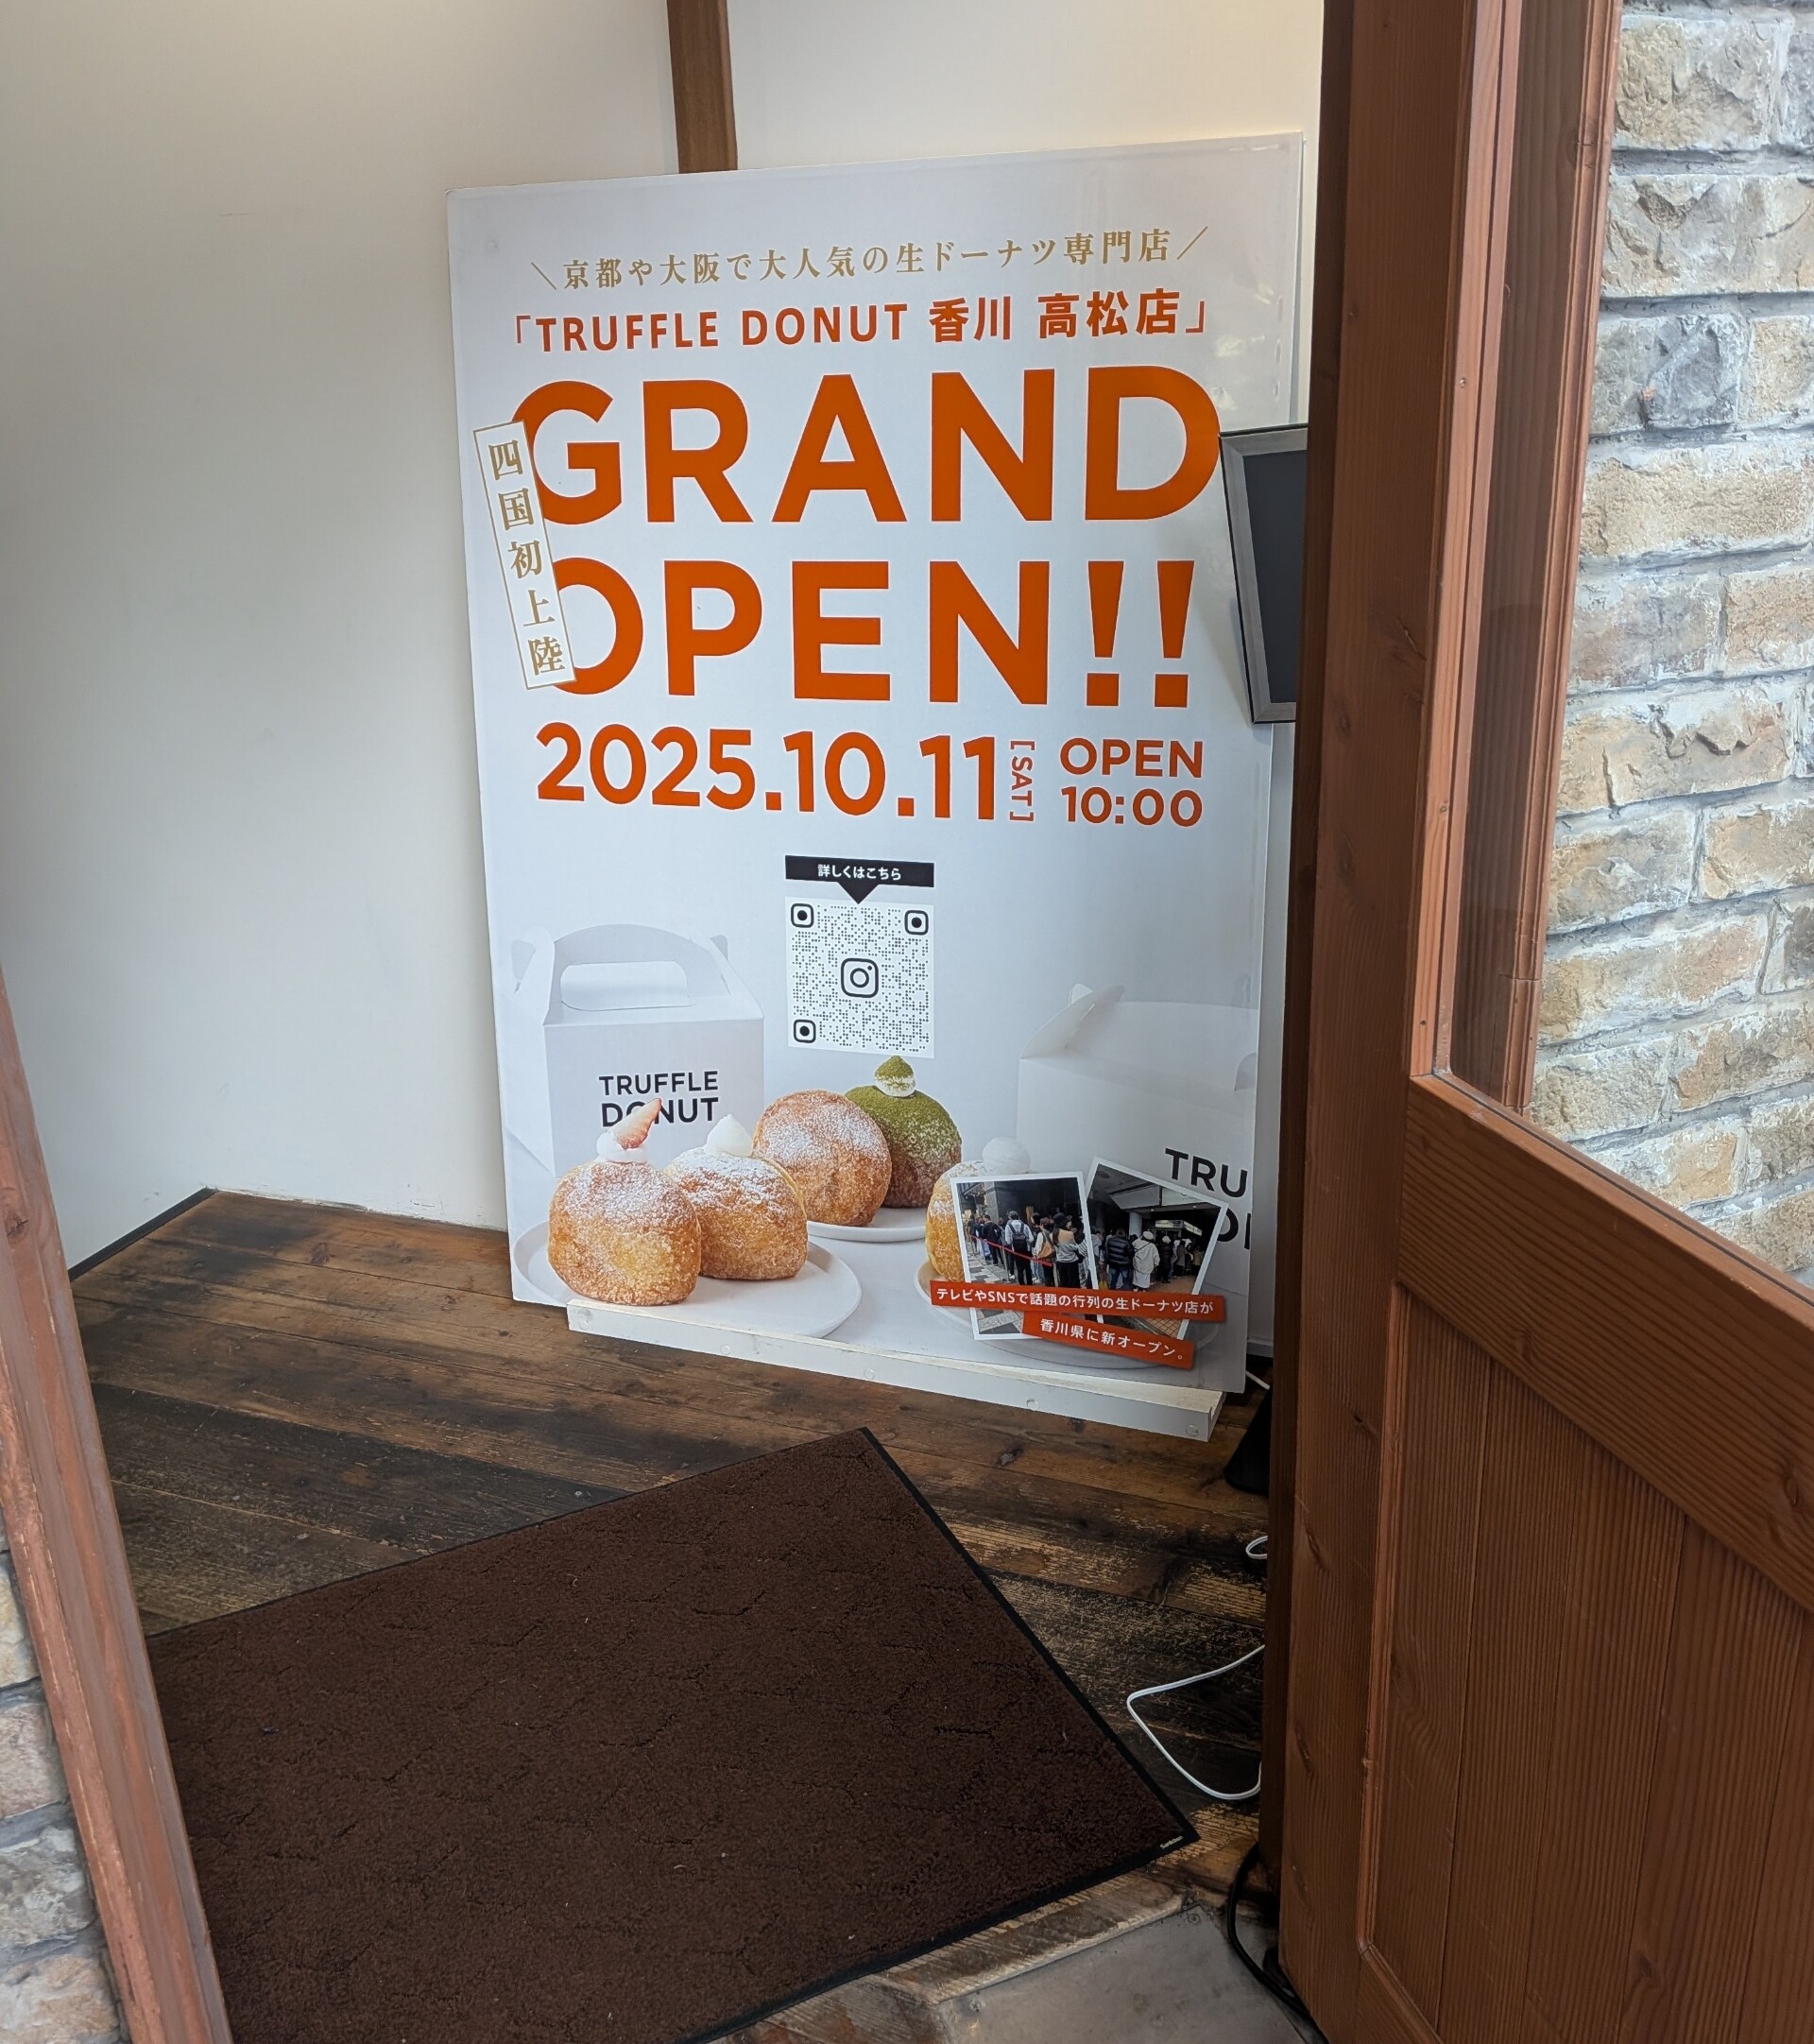 ＼京都や大阪で大人気の生ドーナツ専門店／
「TRUFFLE DONUT 香川 高松店」
GRAND
OPEN!!
四国初上陸
2025.10.11 [SAT] OPEN 10:00
詳しくはこちら
TRUFFLE
DONUT
TRU
テレビやSNSで話題の行列の生ドーナツ店が
香川県に新オープン。